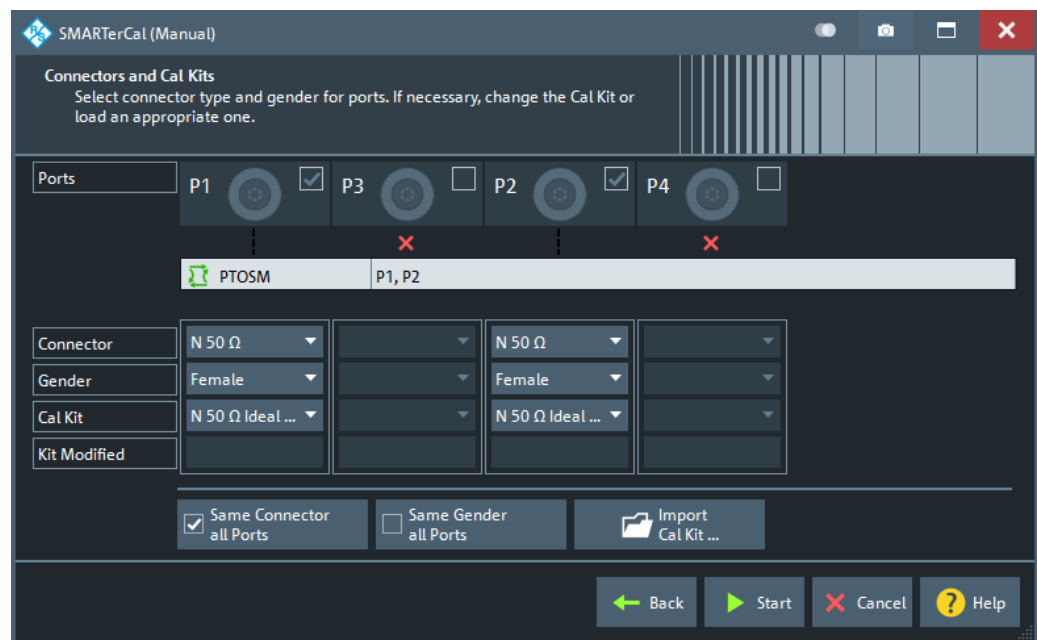 SMARTerCal (Manual)
Connectors and Cal Kits
Select connector type and gender for ports. If necessary, change the Cal Kit or
load an appropriate one.
Ports
P1
P3
P2
P4
PTOSM
P1, P2
Connector
N 50 Ω
N 50 Ω
Gender
Female
Female
Cal Kit
N 50 Ω Ideal ...
N 50 Ω Ideal ...
Kit Modified
Same Connector
all Ports
Same Gender
all Ports
Import
Cal Kit ...
Back
Start
Cancel
Help